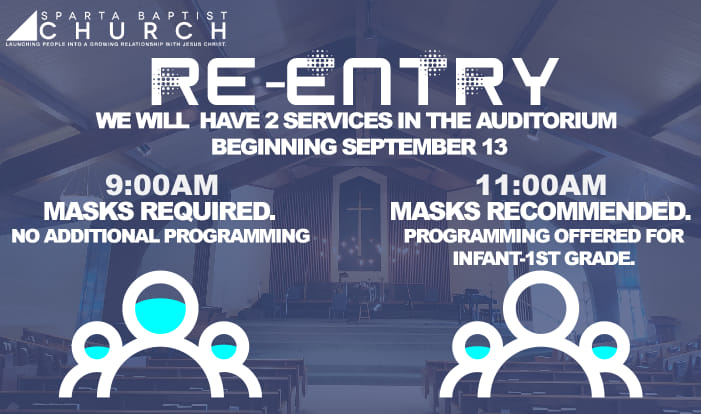 SPARTA BAPTIST
CHURCH
LAUNCHING PEOPLE INTO A GROWING RELATIONSHIP WITH JESUS CHRIST.
RE-ENTRY
WE WILL HAVE 2 SERVICES IN THE AUDITORIUM
BEGINNING SEPTEMBER 13
9:00AM
MASKS REQUIRED.
NO ADDITIONAL PROGRAMMING
11:00AM
MASKS RECOMMENDED.
PROGRAMMING OFFERED FOR
INFANT-1ST GRADE.